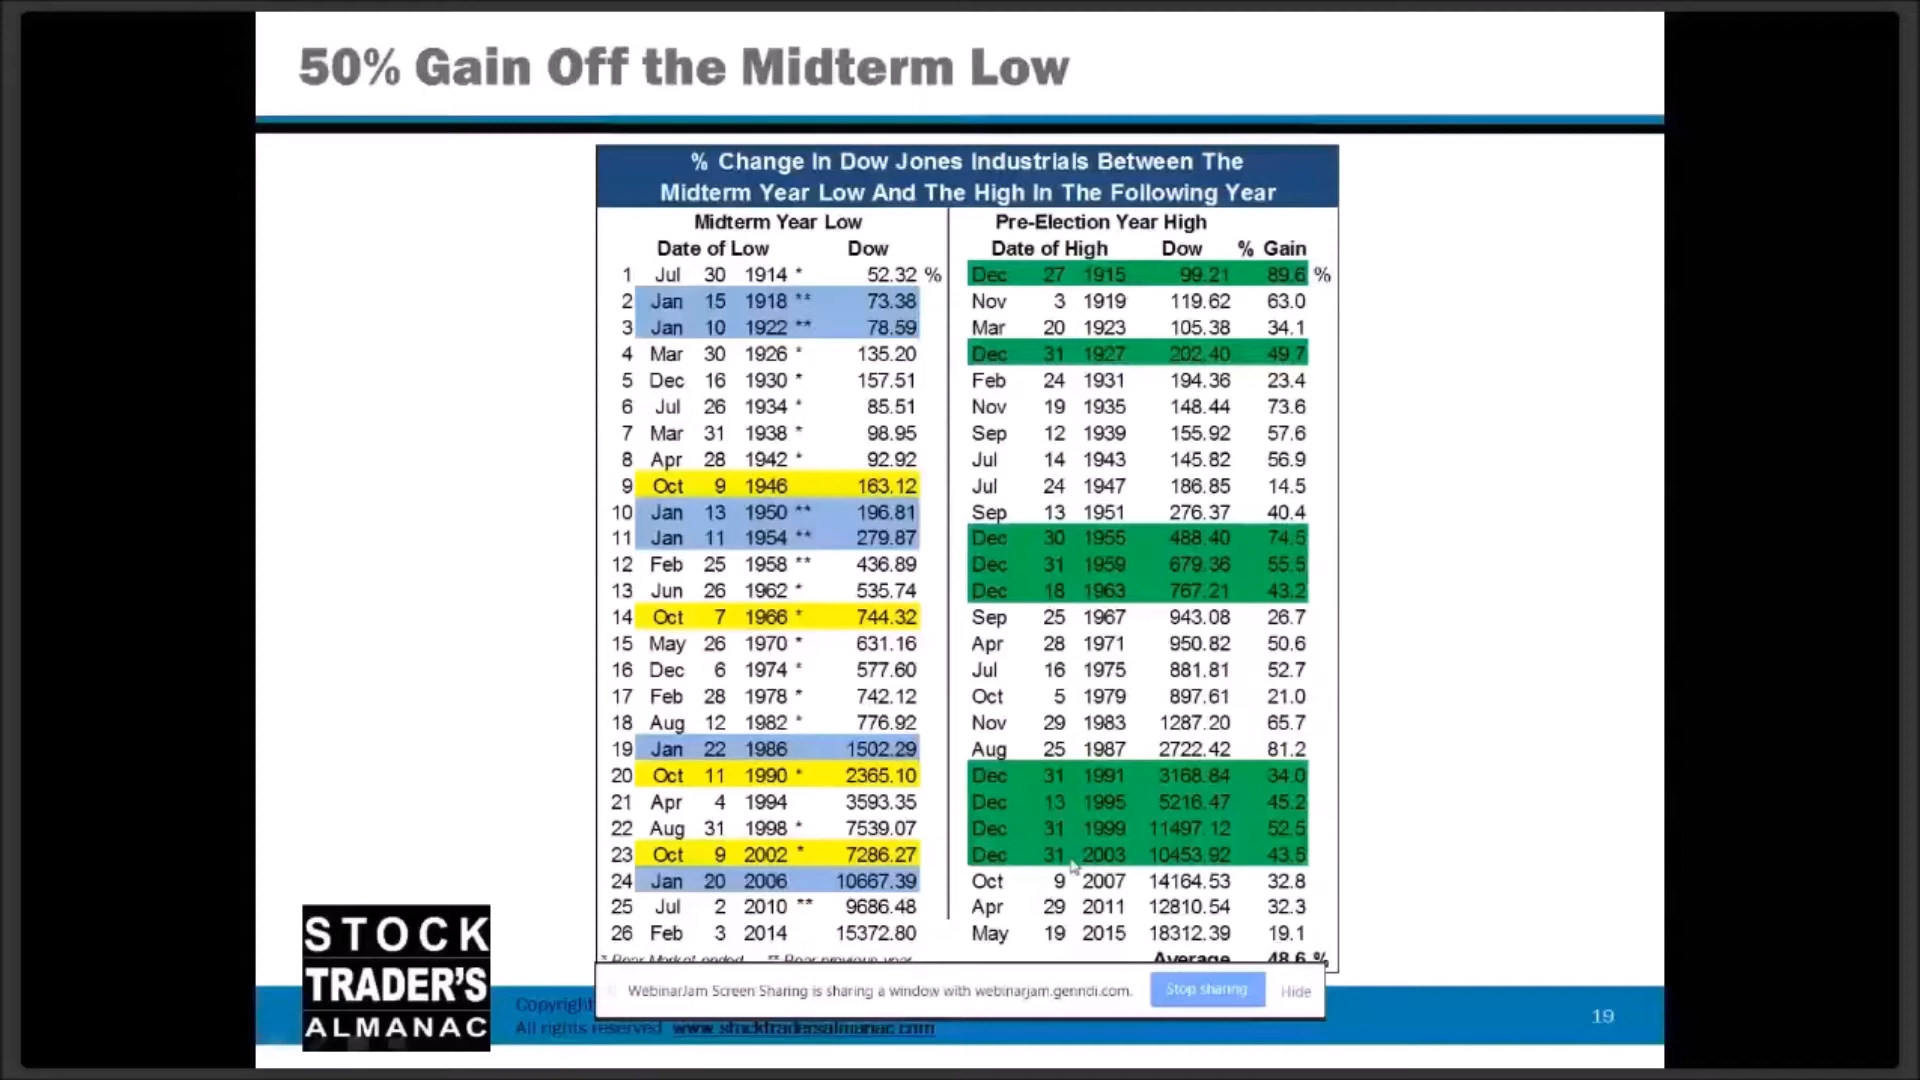 50% Gain Off the Midterm Low
% Change In Dow Jones Industrials Between The
Midterm Year Low And The High In The Following Year
Midterm Year Low Pre-Election Year High
Date of Low Dow Date of High Dow % Gain
1 Jul 30 1914 * 52.32 % Dec 27 1915 99.21 89.6 %
2 Jan 15 1918 ** 73.38 Nov 3 1919 119.62 63.0
3 Jan 10 1922 ** 78.59 Mar 20 1923 105.38 34.1
4 Mar 30 1926 * 135.20 Dec 31 1927 202.40 49.7
5 Dec 16 1930 * 157.51 Feb 24 1931 194.36 23.4
6 Jul 26 1934 * 85.51 Nov 19 1935 148.44 73.6
7 Mar 31 1938 * 98.95 Sep 12 1939 155.92 57.6
8 Apr 28 1942 * 92.92 Jul 14 1943 145.82 56.9
9 Oct 9 1946 163.12 Jul 24 1947 186.85 14.5
10 Jan 13 1950 ** 196.81 Sep 13 1951 276.37 40.4
11 Jan 11 1954 ** 279.87 Dec 30 1955 488.40 74.5
12 Feb 25 1958 ** 436.89 Dec 31 1959 679.36 55.5
13 Jun 26 1962 * 535.74 Dec 18 1963 767.21 43.2
14 Oct 7 1966 * 744.32 Sep 25 1967 943.08 26.7
15 May 26 1970 * 631.16 Apr 28 1971 950.82 50.6
16 Dec 6 1974 * 577.60 Jul 16 1975 881.81 52.7
17 Feb 28 1978 * 742.12 Oct 5 1979 897.61 21.0
18 Aug 12 1982 * 776.92 Nov 29 1983 1287.20 65.7
19 Jan 22 1986 1502.29 Aug 25 1987 2722.42 81.2
20 Oct 11 1990 * 2365.10 Dec 31 1991 3168.84 34.0
21 Apr 4 1994 3593.35 Dec 13 1995 5216.47 45.2
22 Aug 31 1998 * 7539.07 Dec 31 1999 11497.12 52.5
23 Oct 9 2002 * 7286.27 Dec 31 2003 10453.92 43.5
24 Jan 20 2006 10667.39 Oct 9 2007 14164.53 32.8
25 Jul 2 2010 ** 9686.48 Apr 29 2011 12810.54 32.3
26 Feb 3 2014 15372.80 May 19 2015 18312.39 19.1
* Bear Market ended ** Bear previous year Average 48.6 %
WebinarJam Screen Sharing is sharing a window with webinarjam.genndi.com. Stop sharing Hide
STOCK
TRADER'S
ALMANAC
Copyright
All rights reserved. www.stocktradersalmanac.com
19